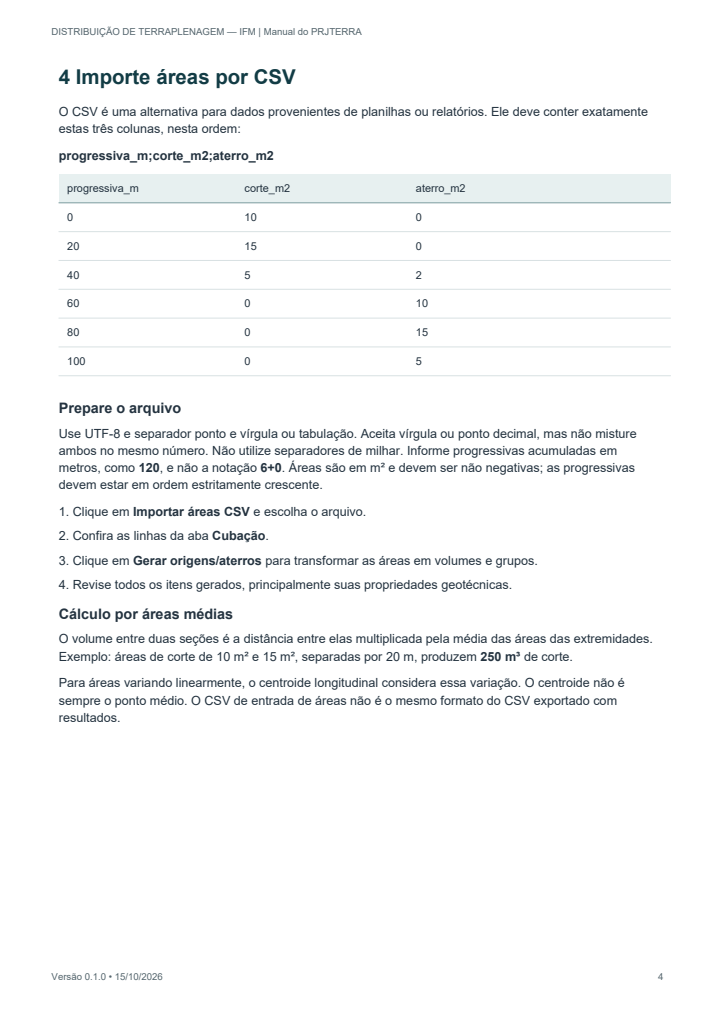 DISTRIBUIÇÃO DE TERRAPLENAGEM — IFM | Manual do PRJTERRA
4 Importe áreas por CSV
O CSV é uma alternativa para dados provenientes de planilhas ou relatórios. Ele deve conter exatamente
estas três colunas, nesta ordem:
progressiva_m;corte_m2;aterro_m2
progressiva_m corte_m2 aterro_m2
0 10 0
20 15 0
40 5 2
60 0 10
80 0 15
100 0 5
Prepare o arquivo
Use UTF-8 e separador ponto e vírgula ou tabulação. Aceita vírgula ou ponto decimal, mas não misture
ambos no mesmo número. Não utilize separadores de milhar. Informe progressivas acumuladas em
metros, como 120, e não a notação 6+0. Áreas são em m² e devem ser não negativas; as progressivas
devem estar em ordem estritamente crescente.
1. Clique em Importar áreas CSV e escolha o arquivo.
2. Confira as linhas da aba Cubação.
3. Clique em Gerar origens/aterros para transformar as áreas em volumes e grupos.
4. Revise todos os itens gerados, principalmente suas propriedades geotécnicas.
Cálculo por áreas médias
O volume entre duas seções é a distância entre elas multiplicada pela média das áreas das extremidades.
Exemplo: áreas de corte de 10 m² e 15 m², separadas por 20 m, produzem 250 m³ de corte.
Para áreas variando linearmente, o centroide longitudinal considera essa variação. O centroide não é
sempre o ponto médio. O CSV de entrada de áreas não é o mesmo formato do CSV exportado com
resultados.
Versão 0.1.0 • 15/10/2026
4